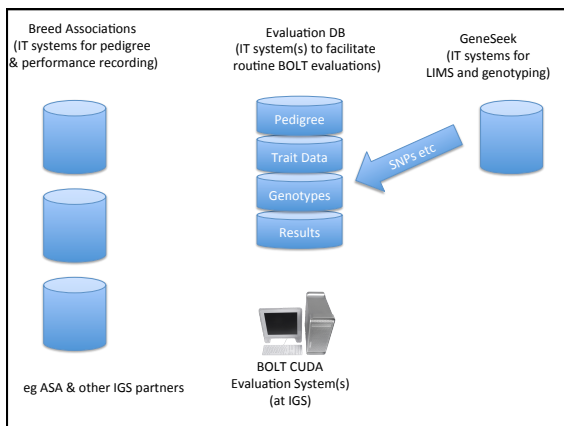 Breed Associations
(IT systems for pedigree
& performance recording)
Evaluation DB
(IT system(s) to facilitate
routine BOLT evaluations)
GeneSeek
(IT systems for
LIMS and genotyping)
Pedigree
Trait Data
Genotypes
Results
SNPs etc
eg ASA & other IGS partners
BOLT CUDA
Evaluation System(s)
(at IGS)